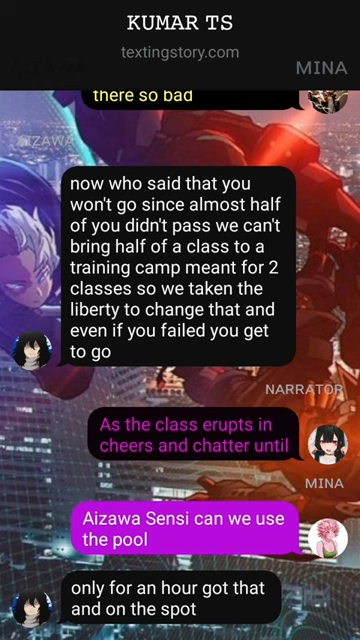 KUMAR TS
textingstory.com
MINA
there so bad
AIZAWA
now who said that you
won't go since almost half
of you didn't pass we can't
bring half of a class to a
training camp meant for 2
classes so we taken the
liberty to change that and
even if you failed you get
to go
NARRATOR
As the class erupts in
cheers and chatter until
MINA
Aizawa Sensi can we use
the pool
only for an hour got that
and on the spot